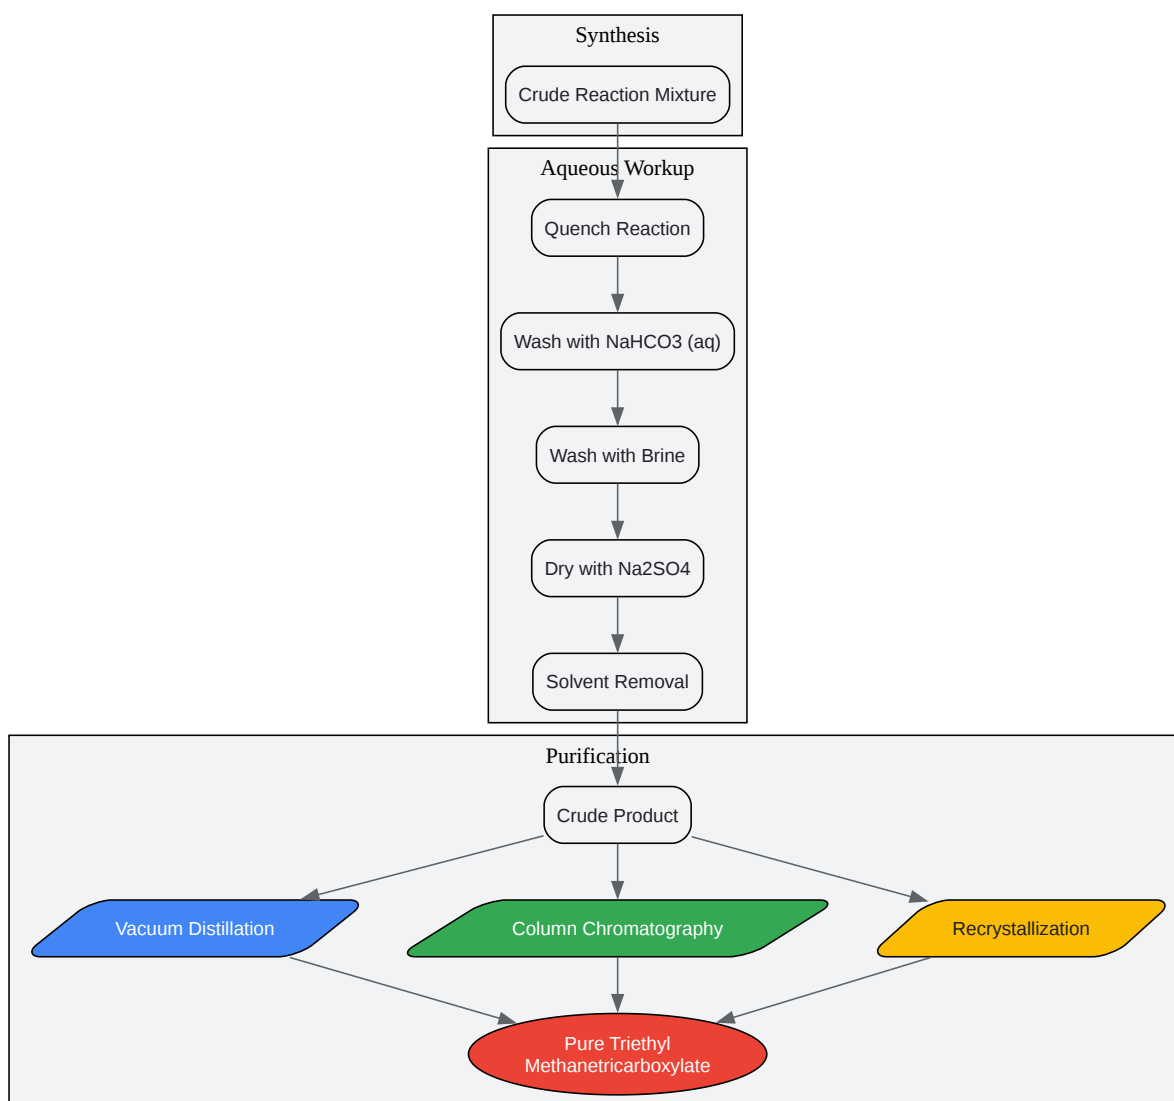 Synthesis
Crude Reaction Mixture
Aqueous Workup
Quench Reaction
Wash with NaHCO3 (aq)
Wash with Brine
Dry with Na2SO4
Solvent Removal
Purification
Crude Product
Vacuum Distillation
Column Chromatography
Recrystallization
Pure Triethyl
Methanetricarboxylate